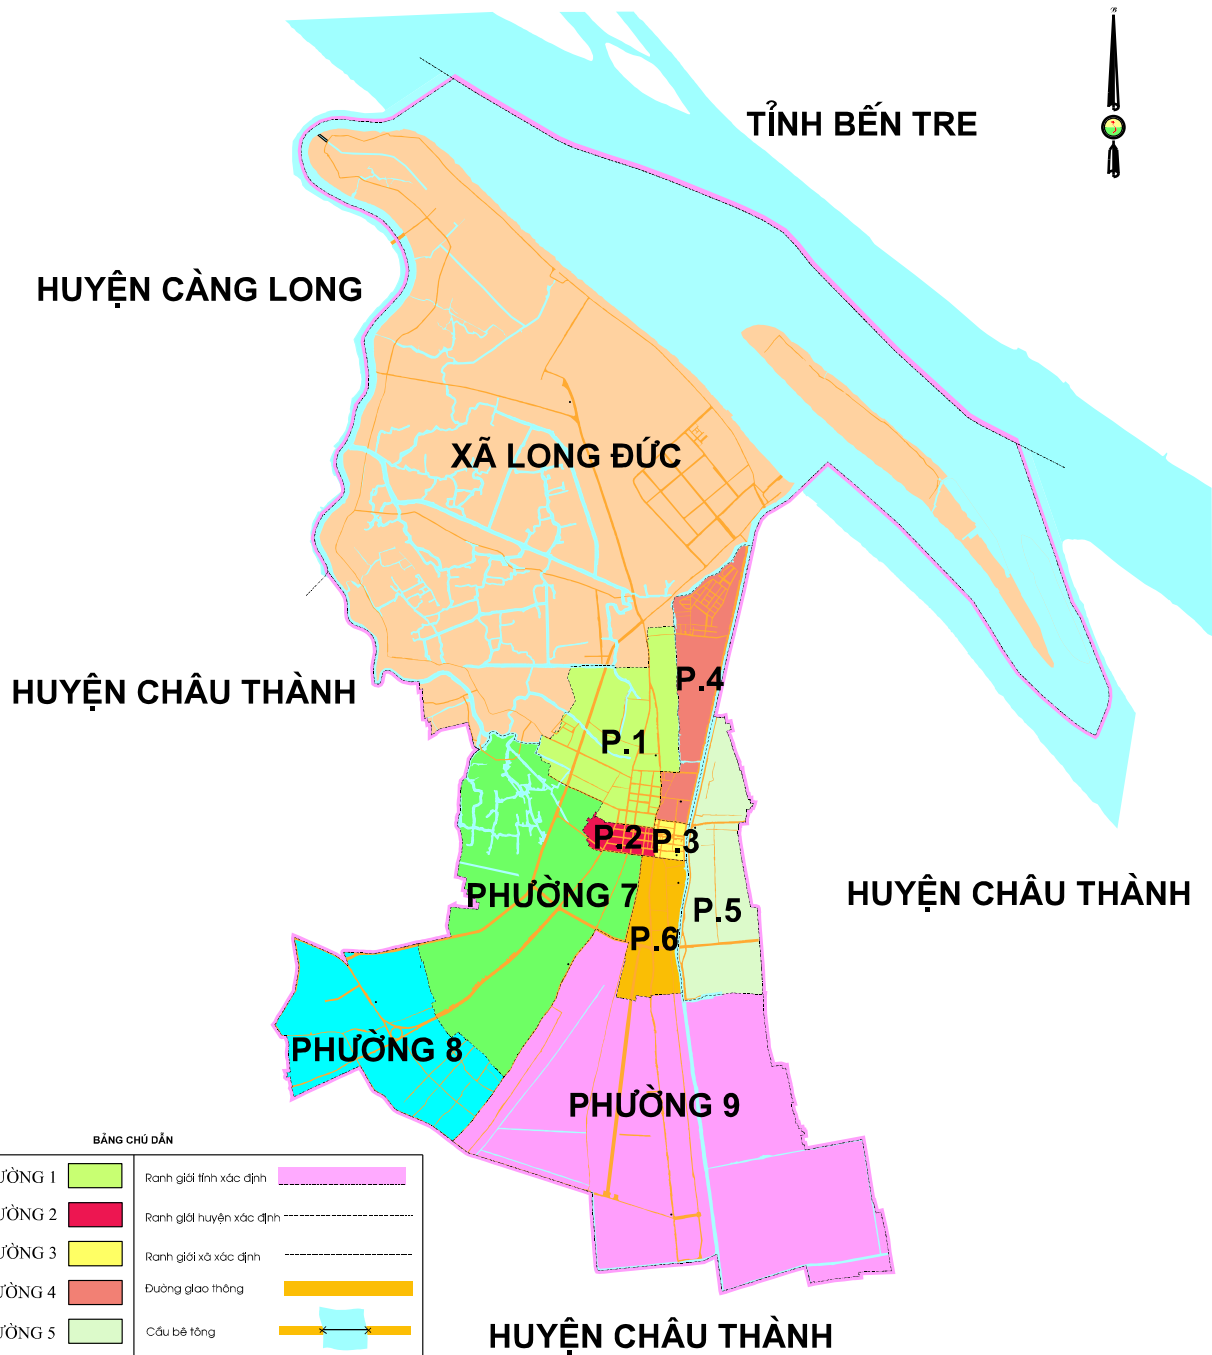 B
TỈNH BẾN TRE
HUYỆN CÀNG LONG
XÃ LONG ĐỨC
HUYỆN CHÂU THÀNH
P.4
P.1
P.2
P.3
PHƯỜNG 7
HUYỆN CHÂU THÀNH
P.5
P.6
PHƯỜNG 8
PHƯỜNG 9
BẢNG CHÚ DẪN
ƯỜNG 1
Ranh giới tỉnh xác định
ƯỜNG 2
Ranh giới huyện xác định
ƯỜNG 3
Ranh giới xã xác định
ƯỜNG 4
Đường giao thông
ƯỜNG 5
Cầu bê tông
HUYỆN CHÂU THÀNH